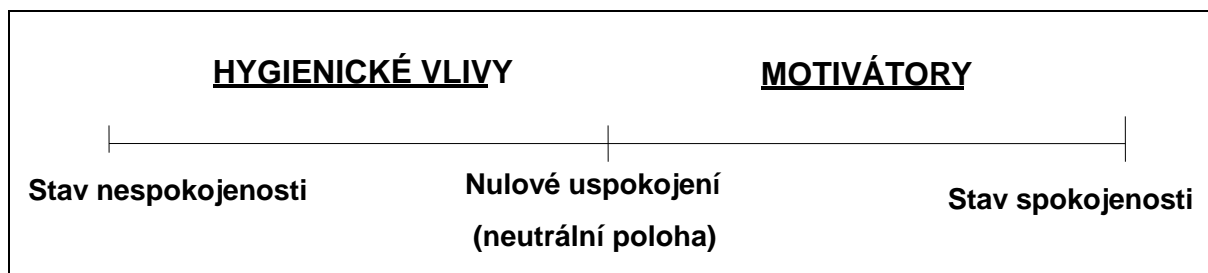 HYGIENICKÉ VLIVY
MOTIVÁTORY
Stav nespokojenosti
Nulové uspokojení
(neutrální poloha)
Stav spokojenosti